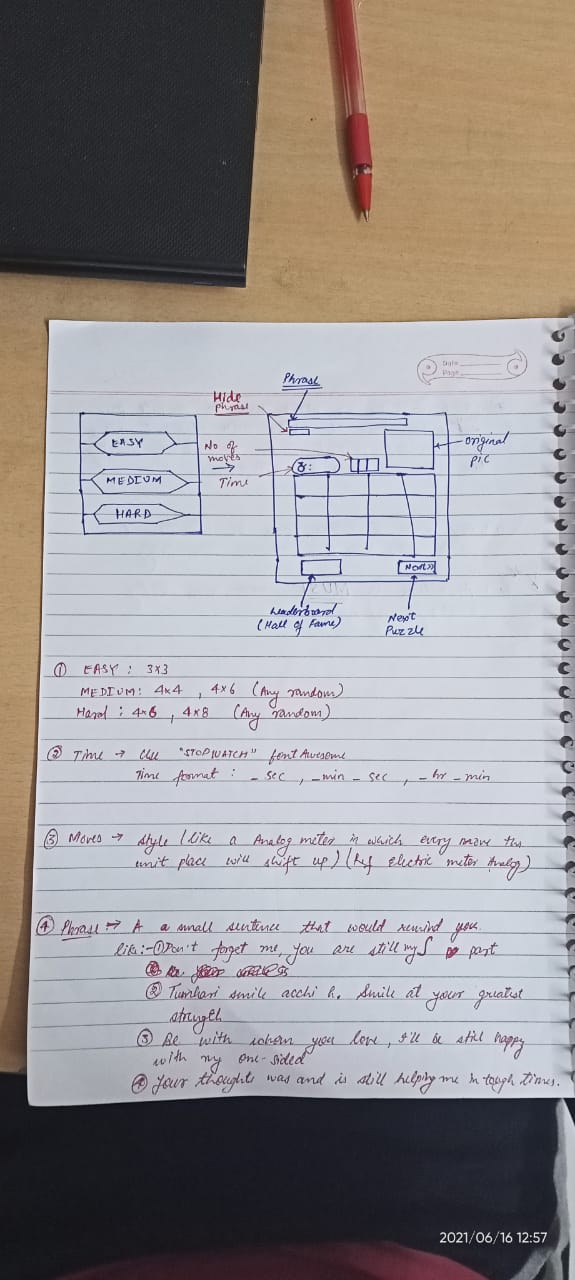 Date
Page
Phrase
Hide
Phrase
EASY
MEDIUM
HARD
No of
moves
Time
original
pic
Next>>
Leaderboard
(Hall of Fame)
Next
Puzzle
① EASY : 3x3
MEDIUM: 4x4 , 4x6 (Any random)
Hard : 4x6 , 4x8 (Any random)
② Time → Use "STOPWATCH" font Awesome
Time format : - sec , - min - sec , - hr - min
③ Moves → style (like a Analog meter in which every move the
unit place will shift up) (Ref electric meter Analog)
④ Phrase → A a small sentence that would remind you.
like:- ① Don't forget me, you are still my ♥ part
② Tumhari smile acchi h. Smile at your greatest
strength
③ Be with whom you love, I'll be still happy
with my one-sided
④ Your thoughts was and is still helping me in tough times.
2021/06/16 12:57